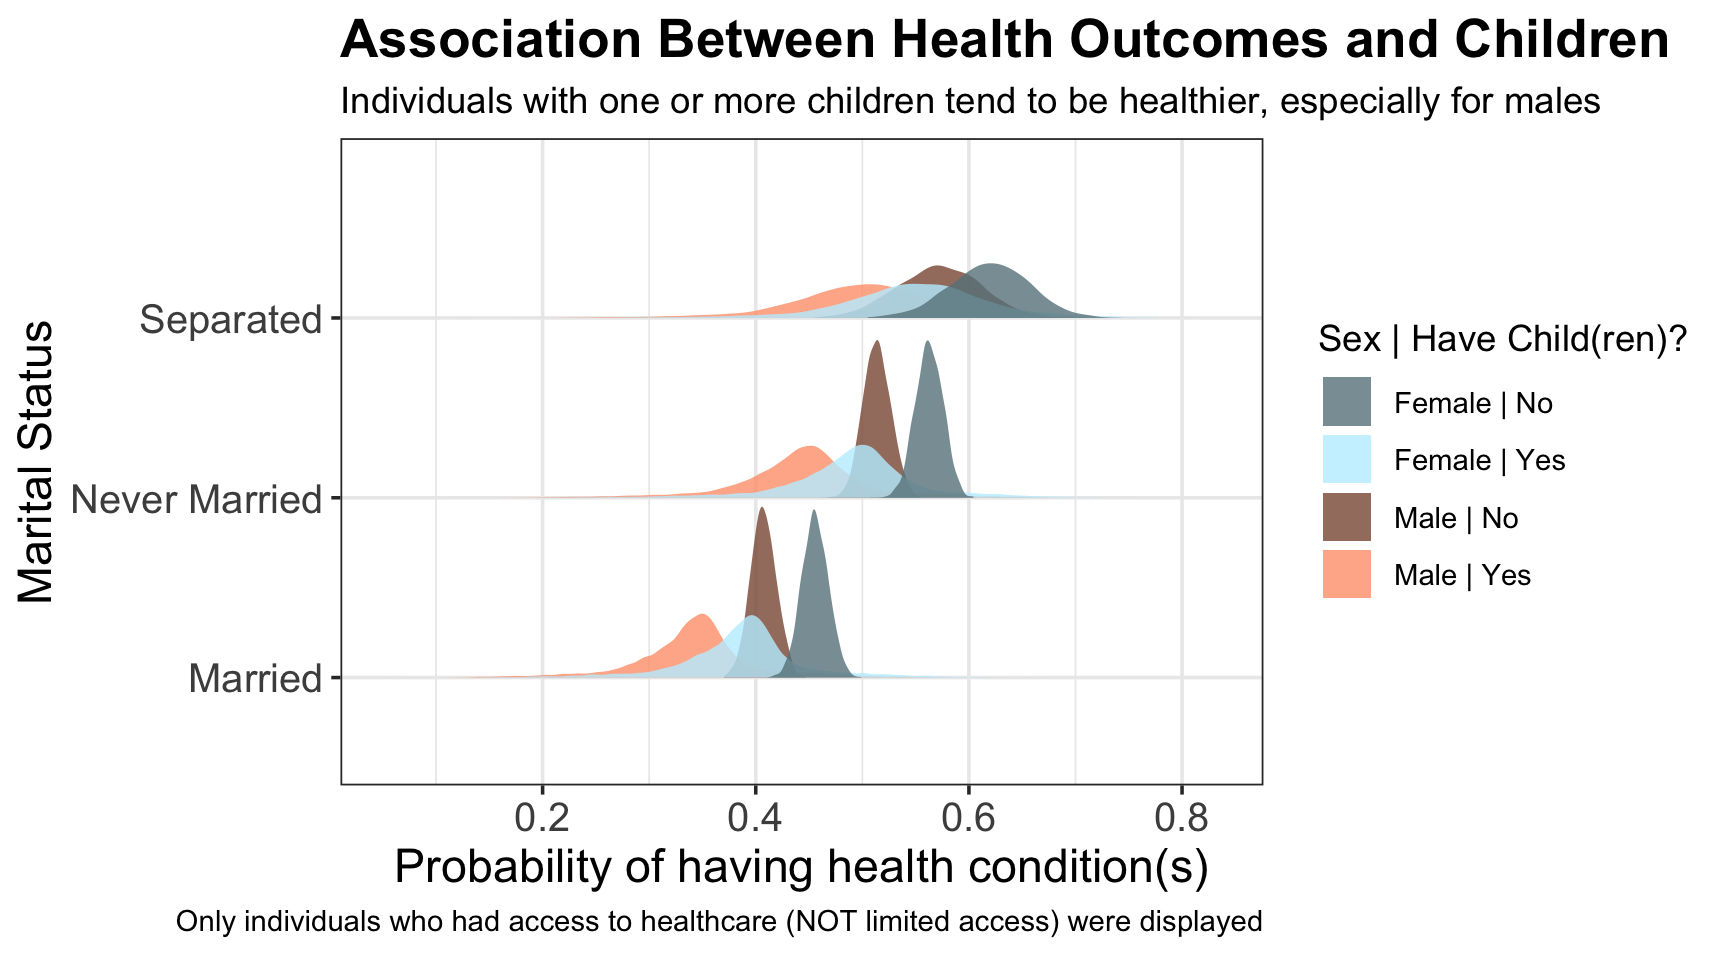 Association Between Health Outcomes and Children
Individuals with one or more children tend to be healthier, especially for males
Marital Status
Separated
Never Married
Married
0.2
0.4
0.6
0.8
Probability of having health condition(s)
Only individuals who had access to healthcare (NOT limited access) were displayed
Sex | Have Child(ren)?
Female | No
Female | Yes
Male | No
Male | Yes